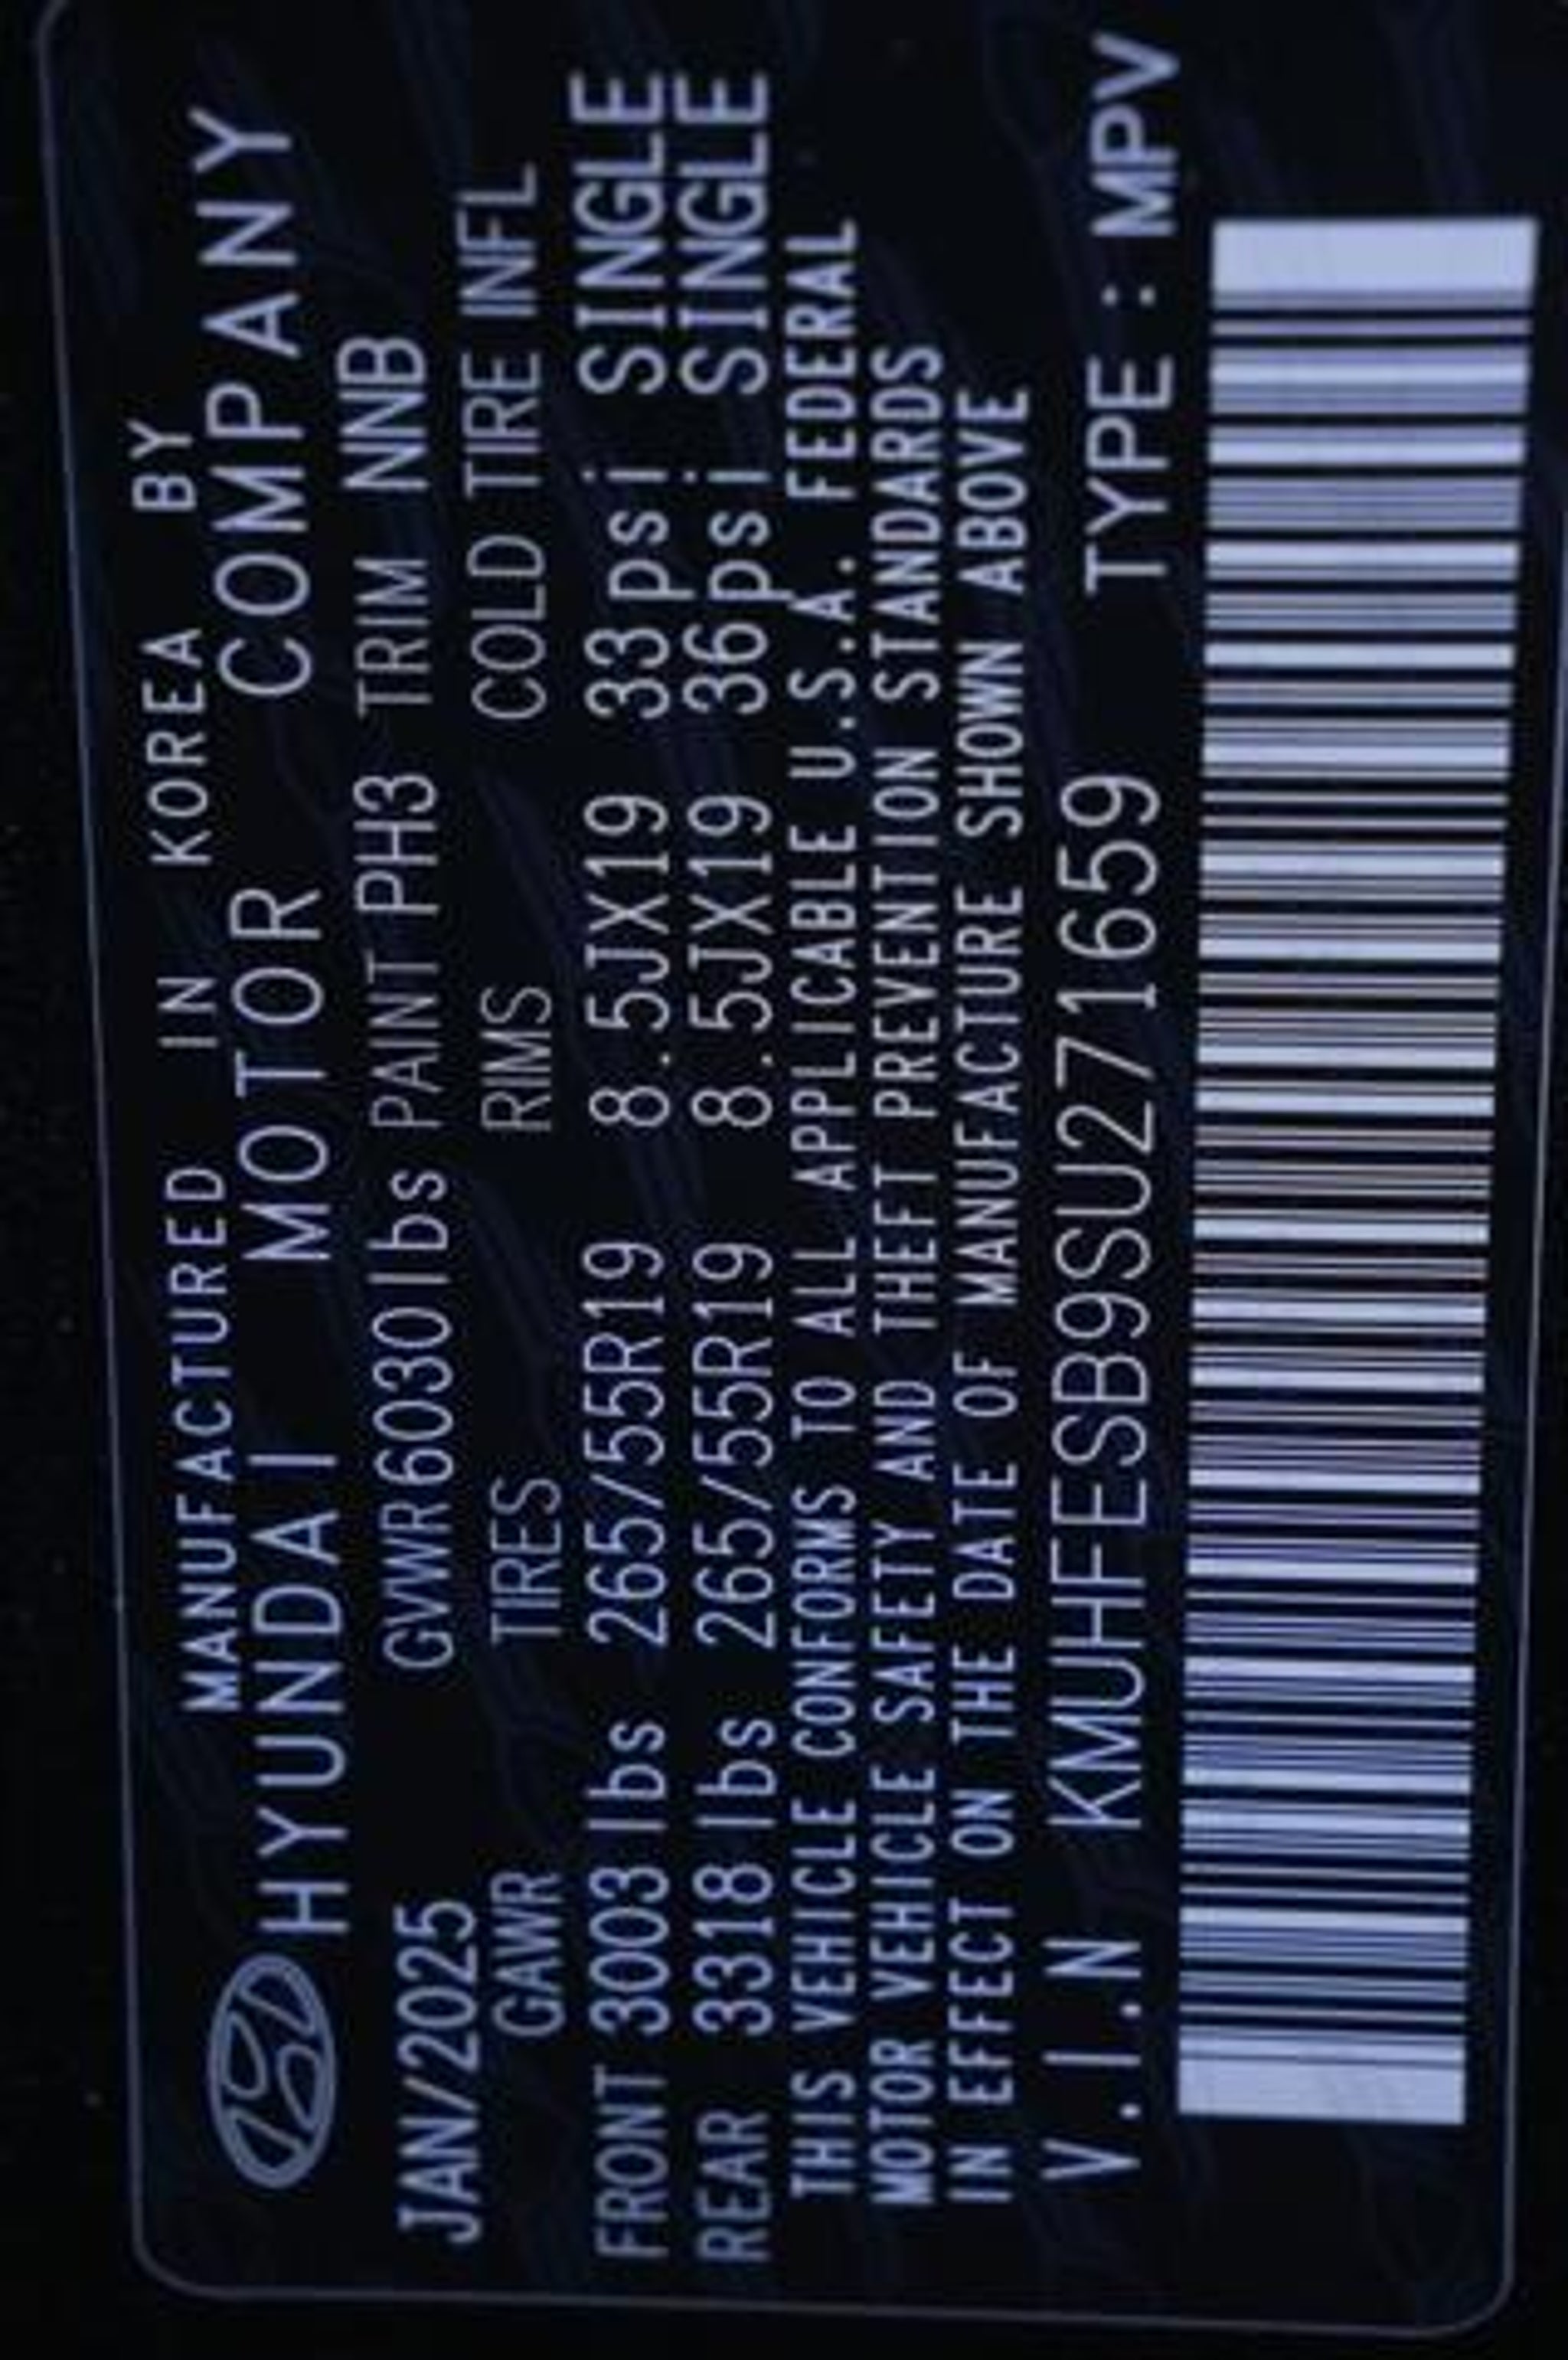 MANUFACTURED IN KOREA BY
HYUNDAI MOTOR COMPANY
JAN/2025 GVWR6030lbs PAINT PH3 TRIM NNB
GAWR TIRES RIMS COLD TIRE INFL
FRONT 3003 lbs 265/55R19 8.5JX19 33psi SINGLE
REAR 3318 lbs 265/55R19 8.5JX19 36psi SINGLE
THIS VEHICLE CONFORMS TO ALL APPLICABLE U.S.A. FEDERAL
MOTOR VEHICLE SAFETY AND THEFT PREVENTION STANDARDS
IN EFFECT ON THE DATE OF MANUFACTURE SHOWN ABOVE
V.I.N KMUHFESB9SU271659 TYPE : MPV